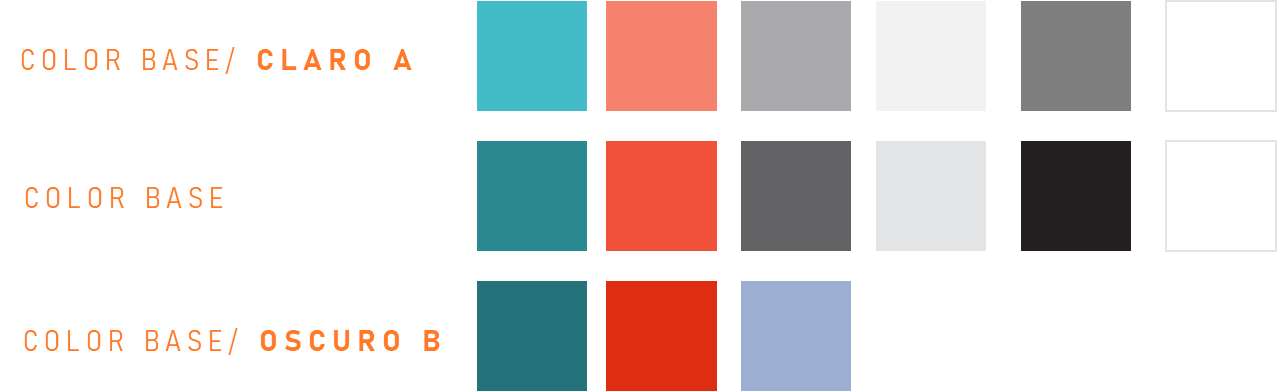 COLOR BASE/ CLARO A
COLOR BASE
COLOR BASE/ OSCURO B